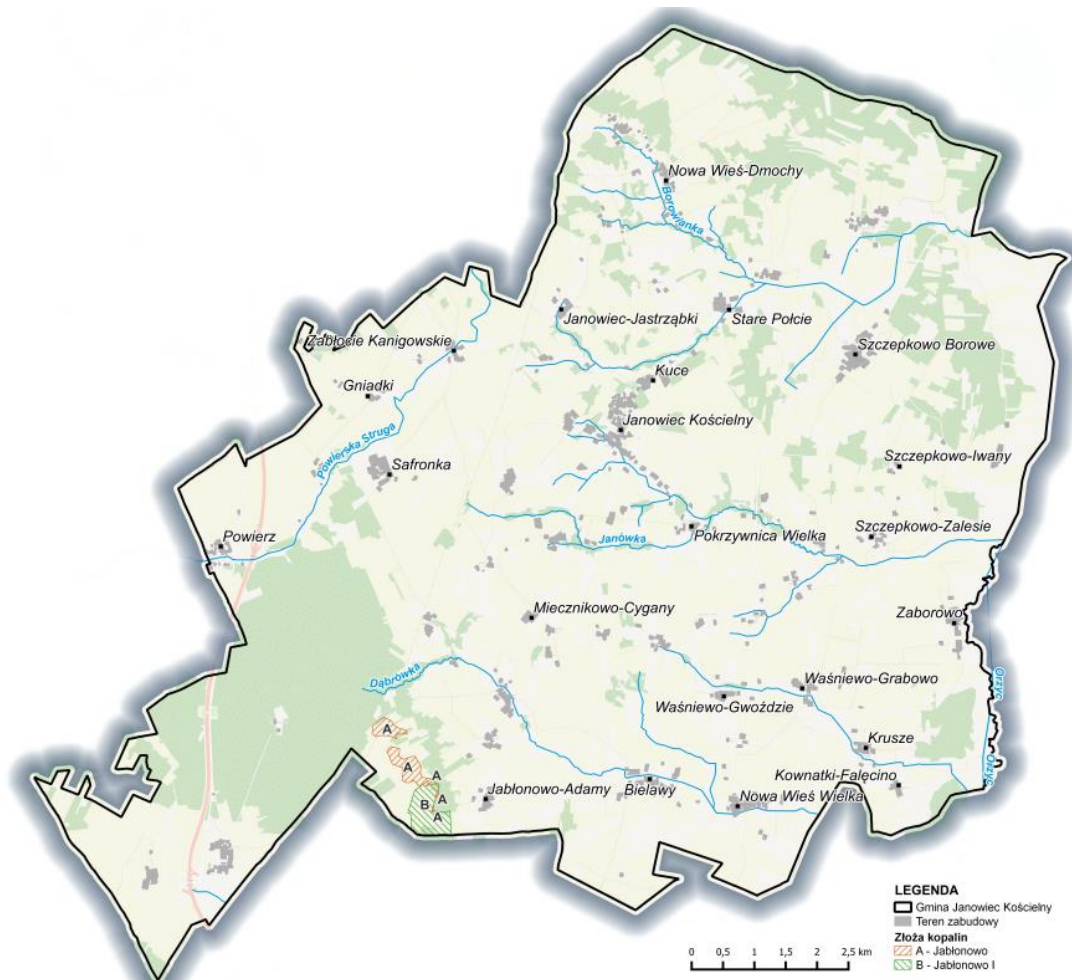 Nowa Wieś-Dmochy
Borowianka
Janowiec-Jastrząbki
Stare Połcie
Zabłocie Kanigowskie
Szczepkowo Borowe
Kuce
Gniadki
Janowiec Kościelny
Powierska Struga
Safronka
Szczepkowo-Iwany
Powierz
Janówka
Pokrzywnica Wielka
Szczepkowo-Zalesie
Miecznikowo-Cygany
Zaborowo
Dąbrówka
Waśniewo-Grabowo
Orzyc
Waśniewo-Gwoździe
A
Krusze
Orzyc
A
A
Kownatki-Falęcino
Jabłonowo-Adamy
Bielawy
A
B
Nowa Wieś Wielka
A
LEGENDA
Gmina Janowiec Kościelny
Teren zabudowy
Złoża kopalin
A - Jabłonowo
B - Jabłonowo I
0 0,5 1 2 2,5 km